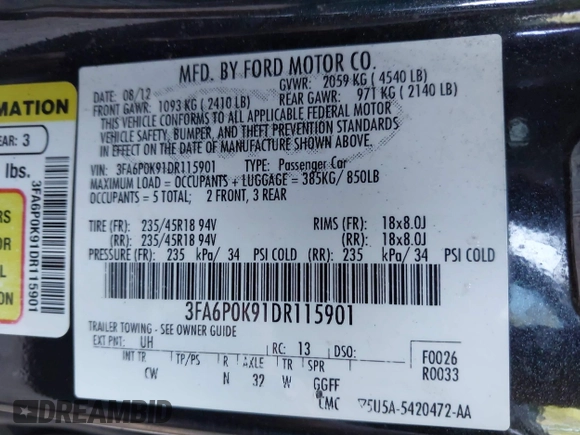 MFD. BY FORD MOTOR CO.
DATE: 08/12 GVWR: 2059 KG (4540 LB)
FRONT GAWR: 1093 KG (2410 LB) REAR GAWR: 971 KG (2140 LB)
THIS VEHICLE CONFORMS TO ALL APPLICABLE FEDERAL MOTOR
VEHICLE SAFETY, BUMPER, AND THEFT PREVENTION STANDARDS
IN EFFECT ON THE DATE OF MANUFACTURE SHOWN ABOVE
VIN: 3FA6P0K91DR115901 TYPE: Passenger Car
MAXIMUM LOAD = OCCUPANTS + LUGGAGE = 385KG/850LB
OCCUPANTS = 5 TOTAL; 2 FRONT, 3 REAR
TIRE (FR): 235/45R18 94V RIMS (FR): 18x8.0J
(RR): 235/45R18 94V (RR): 18x8.0J
PRESSURE (FR): 235 kPa/ 34 PSI COLD (RR): 235 kPa/ 34 PSI COLD
3FA6P0K91DR115901
TRAILER TOWING - SEE OWNER GUIDE
EXT PNT: UH RC: 13 DSO: F0026
R0033
INT TR TP/PS R AXLE TR SPR
CW N 32 W GGFF
5U5A-5420472-AA
RMATION
EAR: 3
lbs.
3FA6P0K91DR115901
RS
OR
DREAMBID